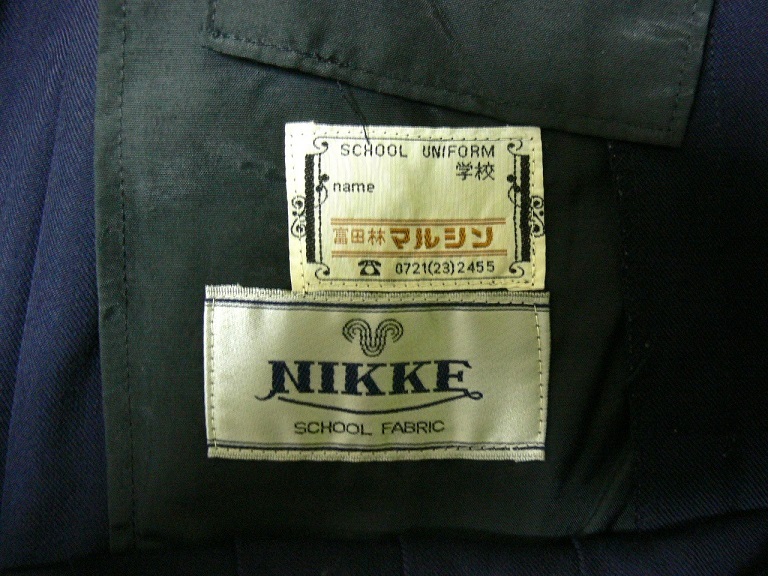 SCHOOL UNIFORM
学校
name
富田林 マルシン
☎ 0721(23)2455
NIKKE
SCHOOL FABRIC